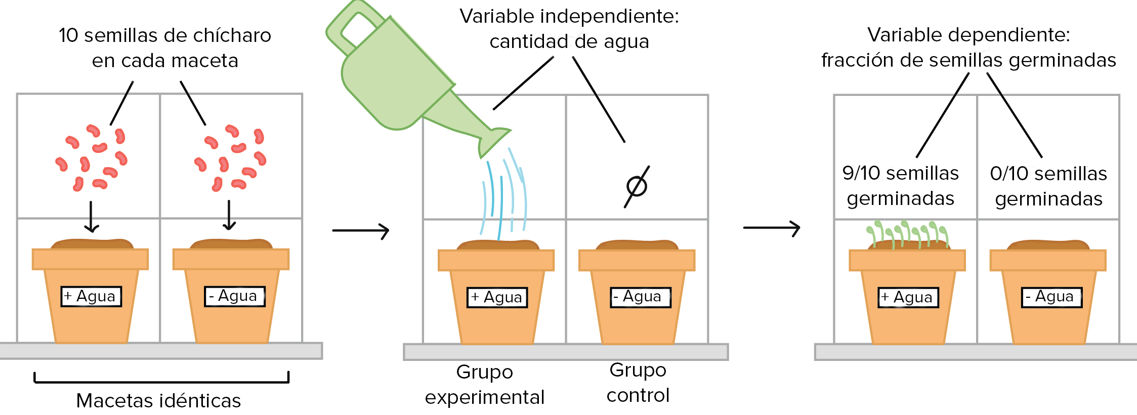 10 semillas de chícharo
en cada maceta
+ Agua
- Agua
Macetas idénticas
Variable independiente:
cantidad de agua
+ Agua
- Agua
Grupo
experimental
Grupo
control
Variable dependiente:
fracción de semillas germinadas
9/10 semillas
germinadas
0/10 semillas
germinadas
+ Agua
- Agua